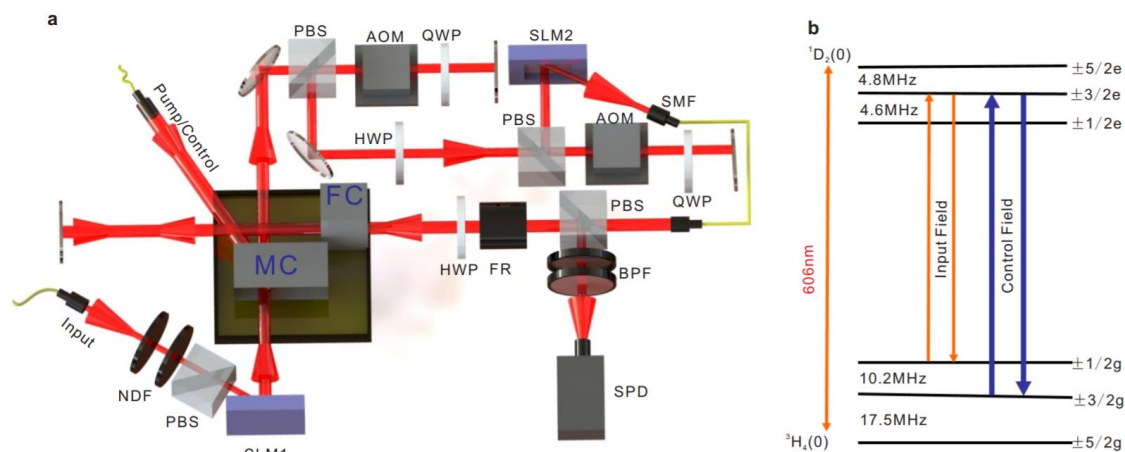 a
PBS
AOM
QWP
SLM2
SMF
Pump/Control
HWP
PBS
AOM
QWP
FC
MC
HWP
FR
PBS
BPF
Input
NDF
PBS
SLM1
SPD
b
¹D₂(0)
±5/2e
4.8MHz
±3/2e
4.6MHz
±1/2e
606nm
Input Field
Control Field
±1/2g
10.2MHz
±3/2g
17.5MHz
³H₄(0)
±5/2g